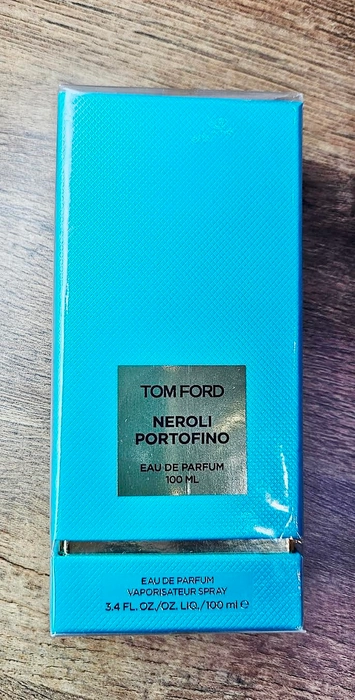 TOM FORD
NEROLI
PORTOFINO
EAU DE PARFUM
100 ML
EAU DE PARFUM
VAPORISATEUR SPRAY
3.4 FL. OZ./OZ. LIQ./100 ml ℮